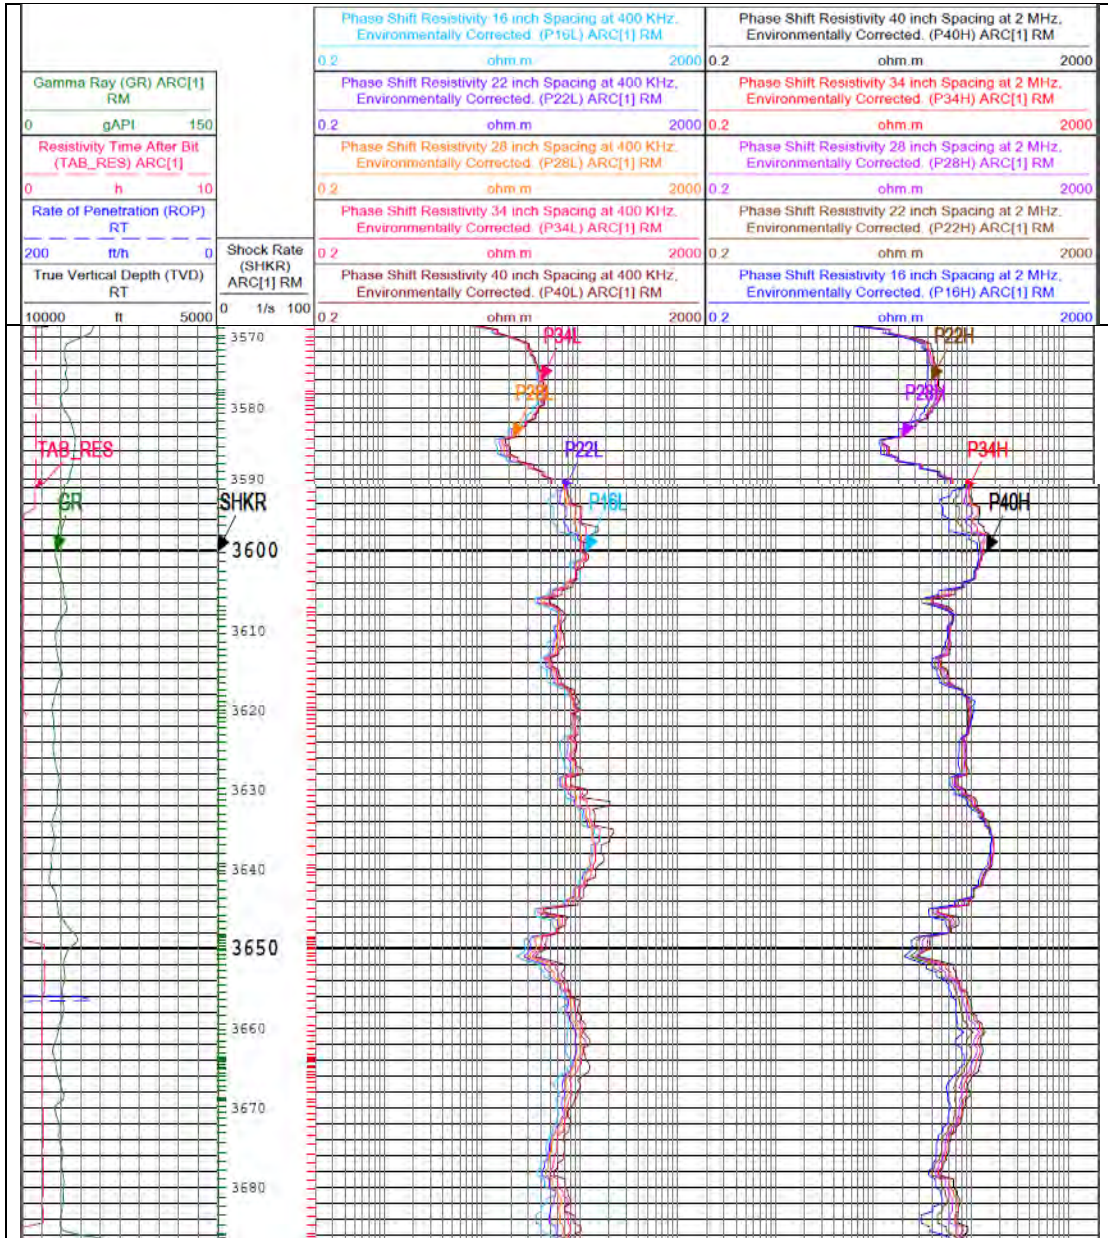 Phase Shift Resistivity 16 inch Spacing at 400 KHz,
Environmentally Corrected. (P16L) ARC[1] RM
0.2 ohm.m 2000
Phase Shift Resistivity 40 inch Spacing at 2 MHz,
Environmentally Corrected. (P40H) ARC[1] RM
0.2 ohm.m 2000
Gamma Ray (GR) ARC[1]
RM
0 gAPI 150
Phase Shift Resistivity 22 inch Spacing at 400 KHz,
Environmentally Corrected. (P22L) ARC[1] RM
0.2 ohm.m 2000
Phase Shift Resistivity 34 inch Spacing at 2 MHz,
Environmentally Corrected. (P34H) ARC[1] RM
0.2 ohm.m 2000
Resistivity Time After Bit
(TAB_RES) ARC[1]
0 h 10
Phase Shift Resistivity 28 inch Spacing at 400 KHz,
Environmentally Corrected. (P28L) ARC[1] RM
0.2 ohm.m 2000
Phase Shift Resistivity 28 inch Spacing at 2 MHz,
Environmentally Corrected. (P28H) ARC[1] RM
0.2 ohm.m 2000
Rate of Penetration (ROP)
RT
200 ft/h 0
Phase Shift Resistivity 34 inch Spacing at 400 KHz,
Environmentally Corrected. (P34L) ARC[1] RM
0.2 ohm.m 2000
Phase Shift Resistivity 22 inch Spacing at 2 MHz,
Environmentally Corrected. (P22H) ARC[1] RM
0.2 ohm.m 2000
True Vertical Depth (TVD)
RT
10000 ft 5000
Shock Rate
(SHKR)
ARC[1] RM
0 1/s 100
Phase Shift Resistivity 40 inch Spacing at 400 KHz,
Environmentally Corrected. (P40L) ARC[1] RM
0.2 ohm.m 2000
Phase Shift Resistivity 16 inch Spacing at 2 MHz,
Environmentally Corrected. (P16H) ARC[1] RM
0.2 ohm.m 2000
3570 P34L P22H
P28L P28H
3580
TAB_RES P22L P34H
3590
GR SHKR P16L P40H
3600
3610
3620
3630
3640
3650
3660
3670
3680